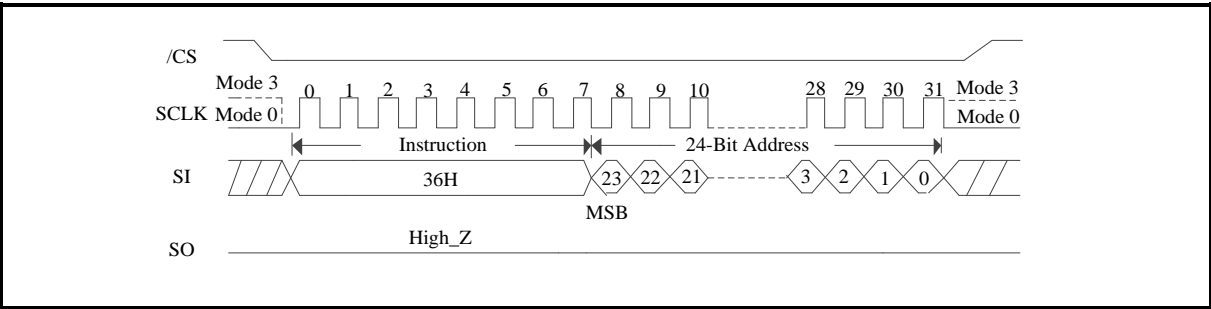 /CS
Mode 3
0 1 2 3 4 5 6 7 8 9 10 28 29 30 31 Mode 3
SCLK Mode 0 Mode 0
Instruction 24-Bit Address
SI 36H 23 22 21 3 2 1 0
MSB
High_Z
SO